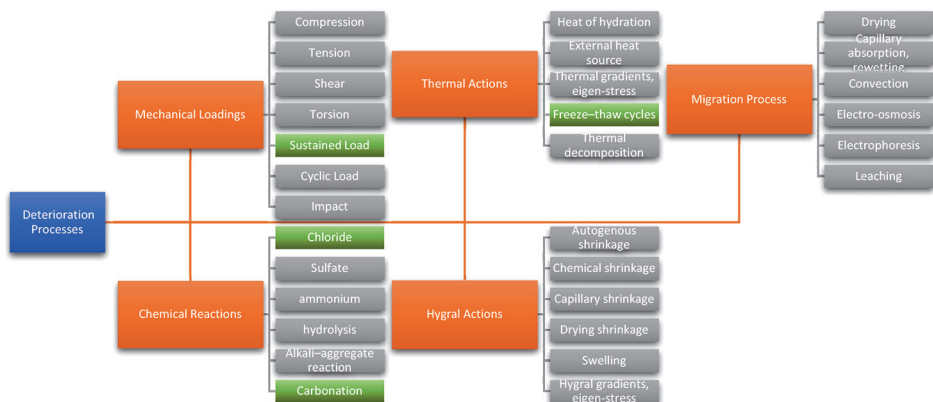 Deterioration
Processes
Mechanical Loadings
Compression
Tension
Shear
Torsion
Sustained Load
Cyclic Load
Impact
Chemical Reactions
Chloride
Sulfate
ammonium
hydrolysis
Alkali–aggregate
reaction
Carbonation
Thermal Actions
Heat of hydration
External heat
source
Thermal gradients,
eigen-stress
Freeze–thaw cycles
Thermal
decomposition
Hygral Actions
Autogenous
shrinkage
Chemical shrinkage
Capillary shrinkage
Drying shrinkage
Swelling
Hygral gradients,
eigen-stress
Migration Process
Drying
Capillary
absorption,
rewetting
Convection
Electro-osmosis
Electrophoresis
Leaching